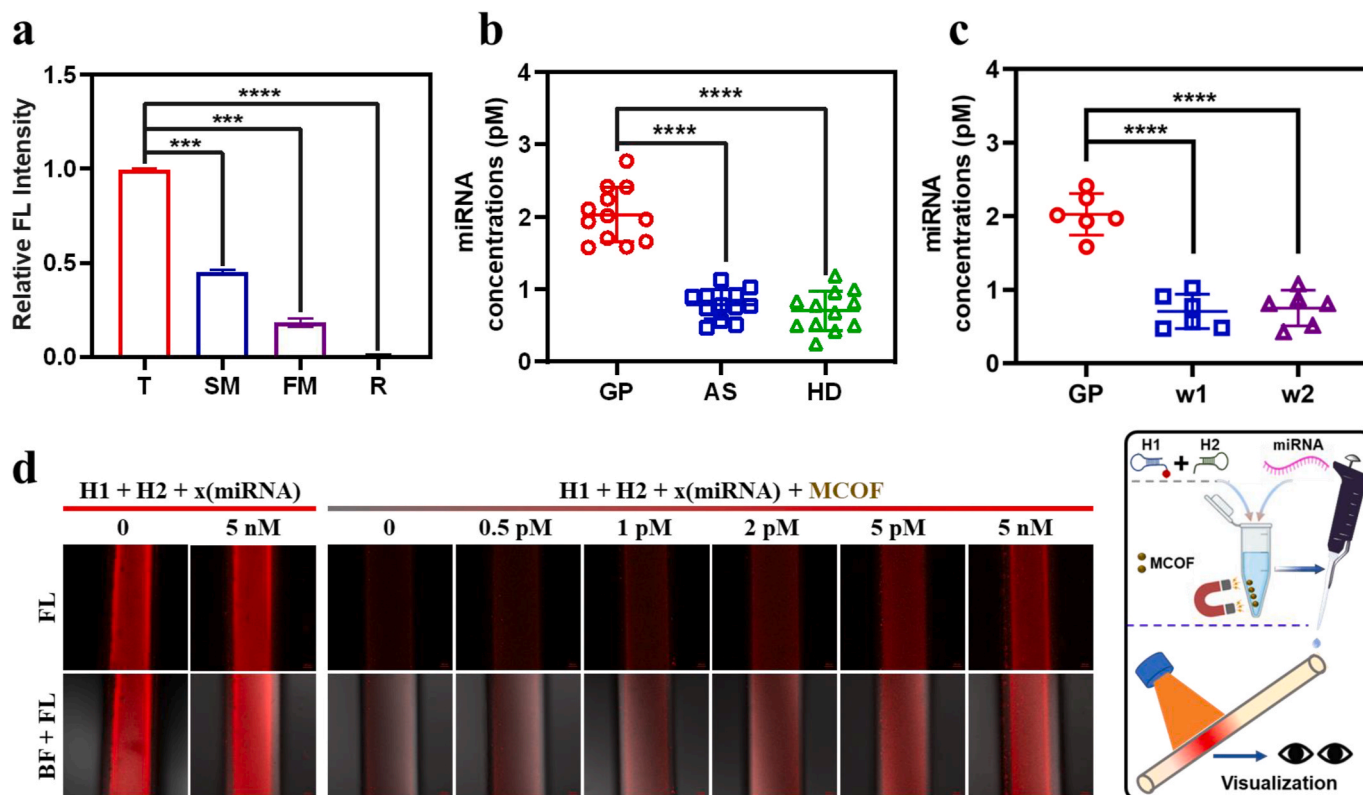 a
Relative FL Intensity
1.5
1.0
0.5
0.0
****
***
***
T SM FM R
b
miRNA
concentrations (pM)
4
3
2
1
0
****
****
GP AS HD
c
miRNA
concentrations (pM)
4
3
2
1
0
****
****
GP w1 w2
d
H1 + H2 + x(miRNA)
0 5 nM
H1 + H2 + x(miRNA) + MCOF
0 0.5 pM 1 pM 2 pM 5 pM 5 nM
FL
BF + FL
H1 + H2 miRNA
MCOF
Visualization